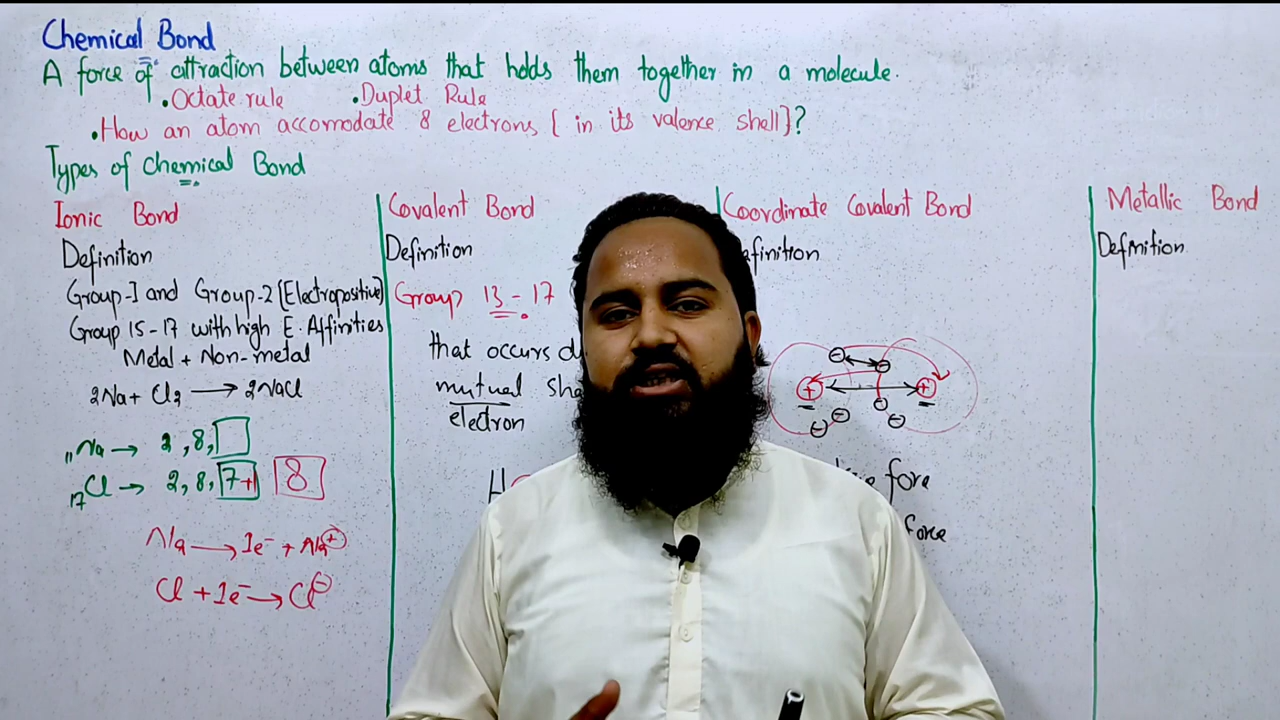 Chemical Bond
A force of attraction between atoms that holds them together in a molecule.
• Octate rule • Duplet Rule
• How an atom accomodate 8 electrons [ in its valence shell]?
Types of chemical Bond
Ionic Bond
Definition
Group-I and Group-2 [Electropositive]
Group 15-17 with high E. Affinities
Metal + Non-metal
2Na + Cl₂ → 2NaCl
₁₁Na → 2, 8,
₁₇Cl → 2, 8, 7+1 8
Na → 1e⁻ + Na⁺
Cl + 1e⁻ → Cl⁻
Covalent Bond
Definition
Group 13-17
that occurs
mutual
electron
H
Coordinate Covalent Bond
efinition
+ - - +
- - - -
fore
force
Metallic Bond
Definition